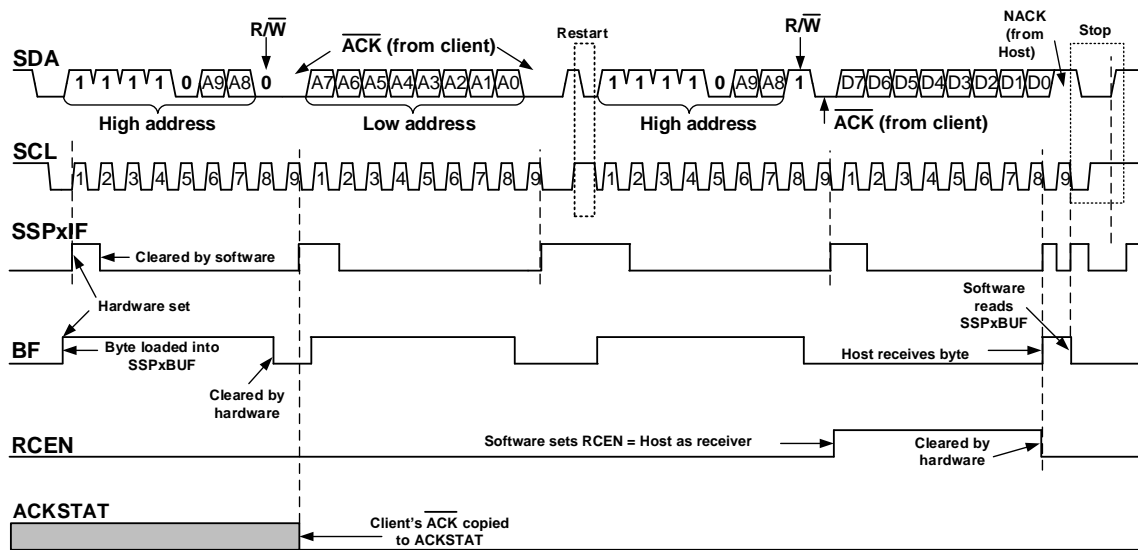 R/W
ACK (from client)
Restart
R/W
NACK
(from
Host)
Stop
SDA
1 1 1 1 0 A9 A8 0 A7 A6 A5 A4 A3 A2 A1 A0 1 1 1 1 0 A9 A8 1 D7 D6 D5 D4 D3 D2 D1 D0
High address
Low address
High address
ACK (from client)
SCL
1 2 3 4 5 6 7 8 9 1 2 3 4 5 6 7 8 9 1 2 3 4 5 6 7 8 9 1 2 3 4 5 6 7 8 9
SSPxIF
Cleared by software
Hardware set
Software
reads
SSPxBUF
BF
Byte loaded into
SSPxBUF
Host receives byte
Cleared by
hardware
RCEN
Software sets RCEN = Host as receiver
Cleared by
hardware
ACKSTAT
Client's ACK copied
to ACKSTAT